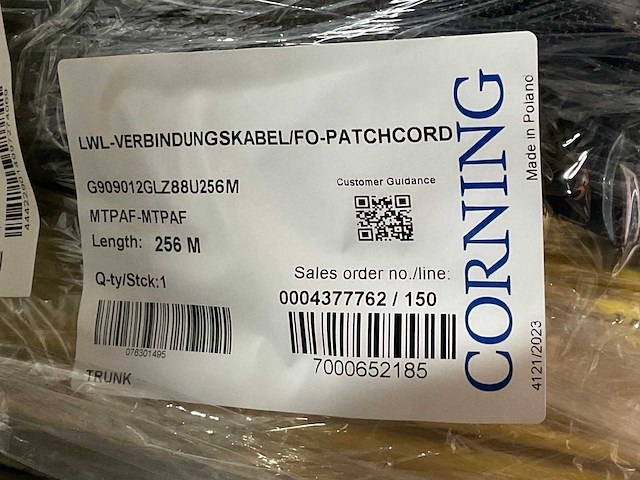 LWL-VERBINDUNGSKABEL/FO-PATCHCORD
G909012GLZ88U256M
MTPAF-MTPAF
Length: 256 M
Q-ty/Stck:1
078301495
TRUNK
Customer Guidance
Sales order no./line:
0004377762 / 150
7000652185
CORNING
Made in Poland
4121/2023